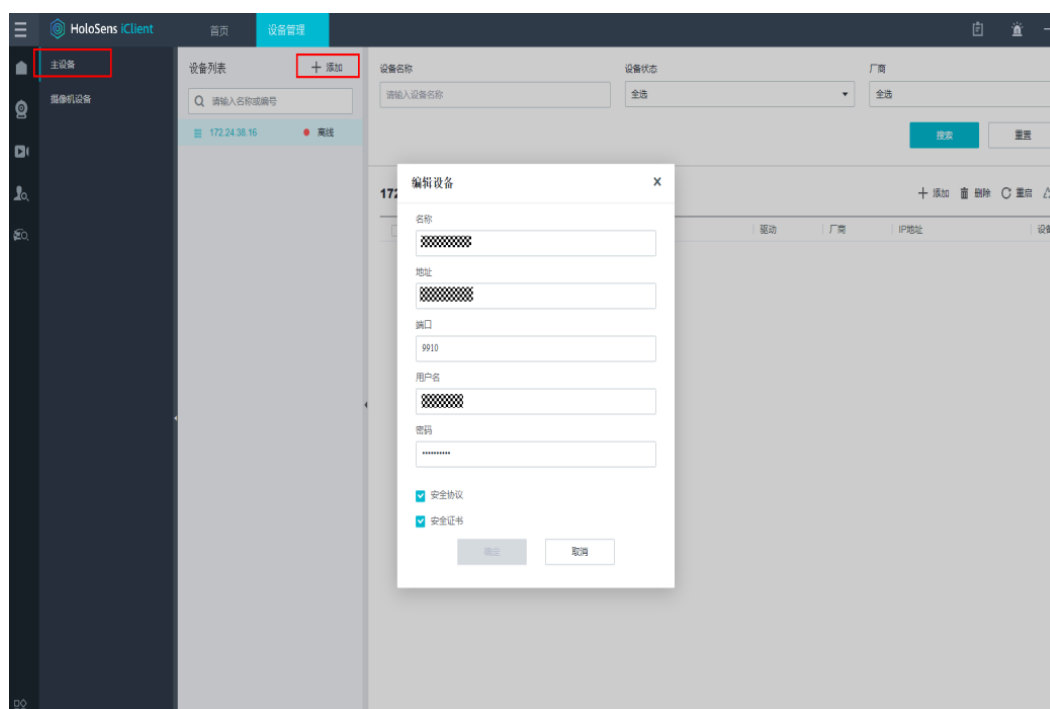 HoloSens iClient
首页
设备管理
主设备
摄像机设备
设备列表
添加
请输入名称或编号
172.24.38.16
离线
设备名称
请输入设备名称
设备状态
全选
厂商
全选
搜索
重置
172
添加
删除
重启
驱动
厂商
IP地址
编辑设备
X
名称
地址
端口
9910
用户名
密码
安全协议
安全证书
确定
取消